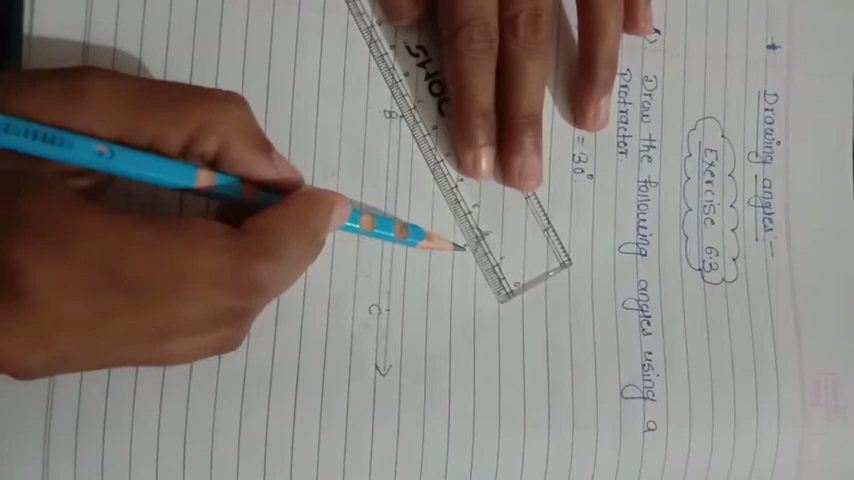 * Drawing angles:-
Exercise 6.3
Draw the following angles using a
protractor.
= 30°
B
C